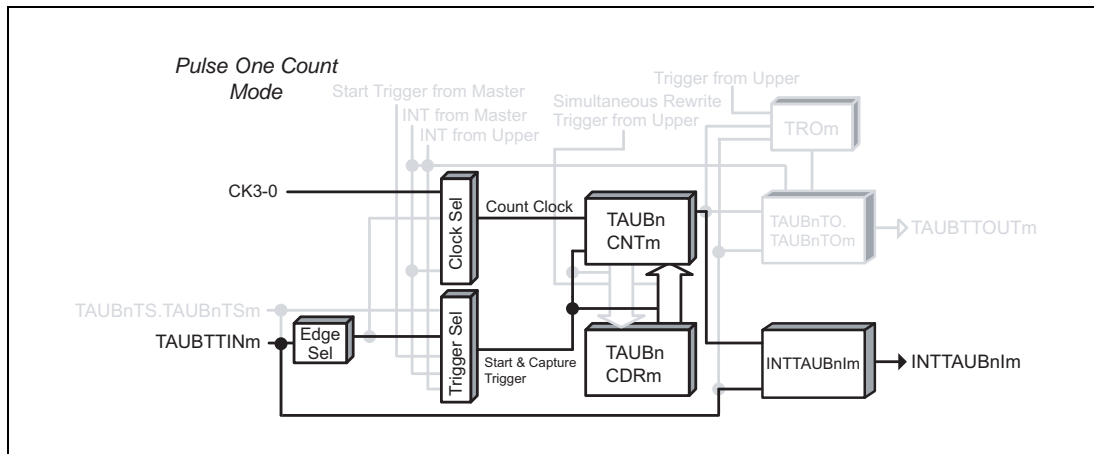 Pulse One Count
Mode
Start Trigger from Master
INT from Master
INT from Upper
Simultaneous Rewrite
Trigger from Upper
Trigger from Upper
TROm
CK3-0
Clock Sel
Count Clock
TAUBn
CNTm
TAUBnTO.
TAUBnTOm
TAUBTTOUTm
TAUBnTS.TAUBnTSm
TAUBTTINm
Edge
Sel
Trigger Sel
Start & Capture
Trigger
TAUBn
CDRm
INTTAUBnIm
INTTAUBnIm